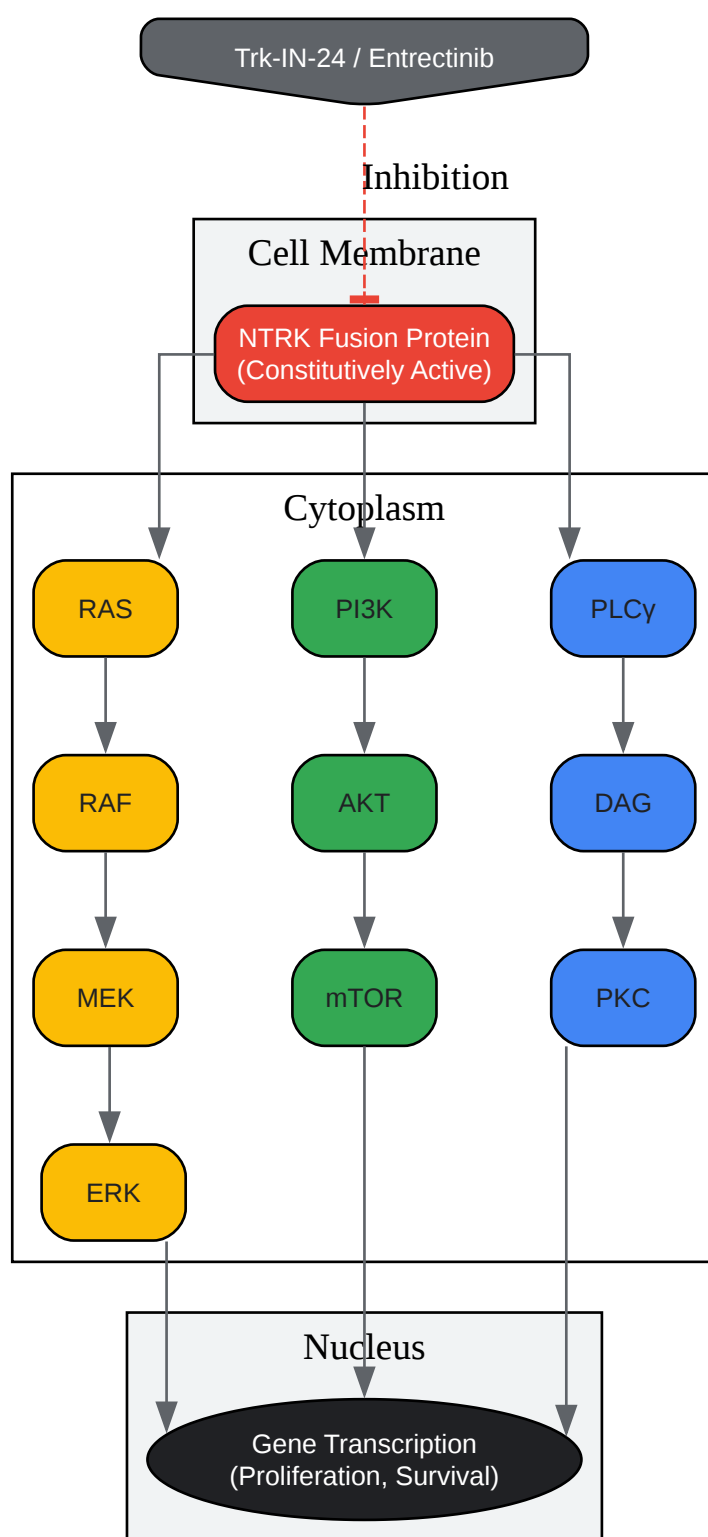 Trk-IN-24 / Entrectinib
Inhibition
Cell Membrane
NTRK Fusion Protein
(Constitutively Active)
Cytoplasm
RAS
PI3K
PLCγ
RAF
AKT
DAG
MEK
mTOR
PKC
ERK
Nucleus
Gene Transcription
(Proliferation, Survival)